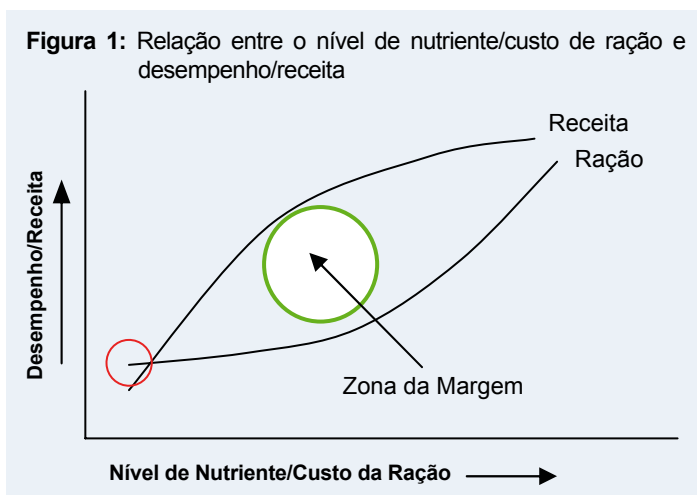 Figura 1: Relação entre o nível de nutriente/custo de ração e
desempenho/receita
Receita
Ração
Desempenho/Receita
Zona da Margem
Nível de Nutriente/Custo da Ração